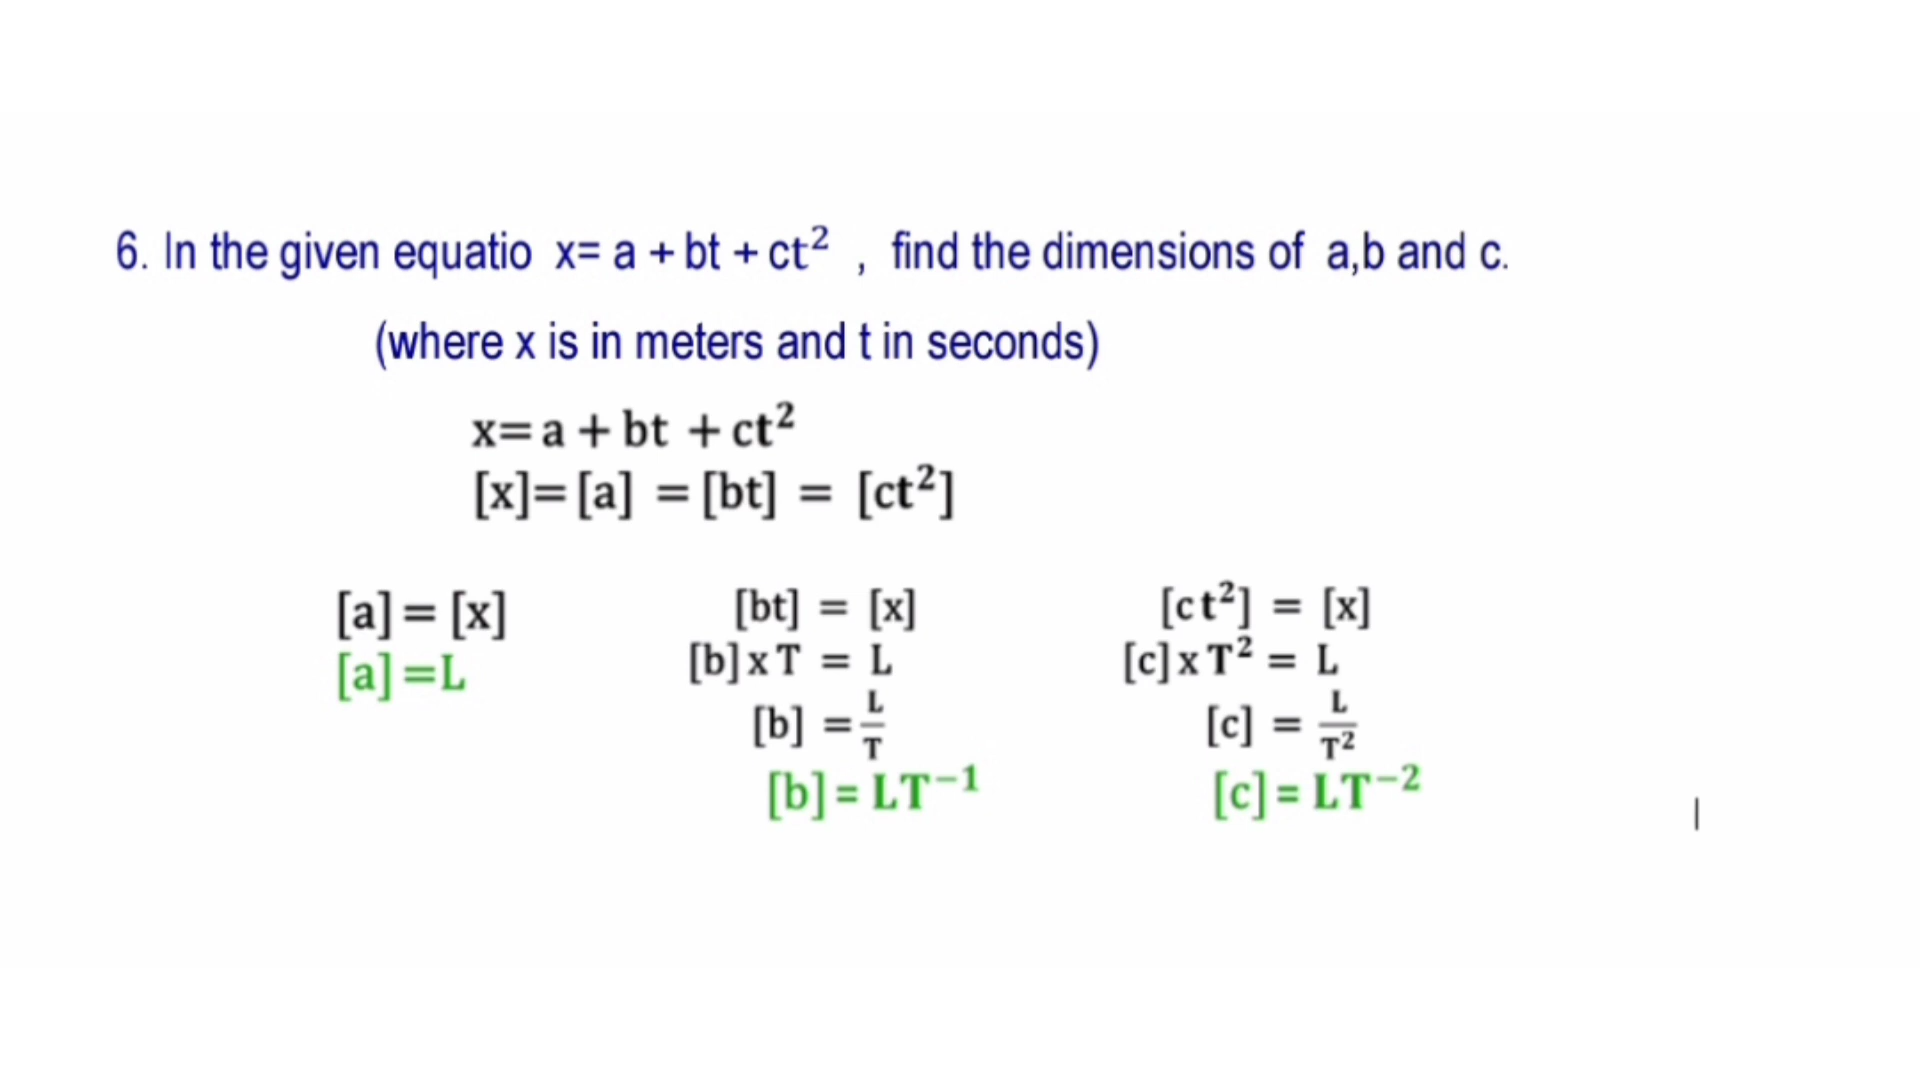 6. In the given equatio x= a + bt + ct² , find the dimensions of a,b and c.
(where x is in meters and t in seconds)
x= a + bt + ct²
[x]= [a] = [bt] = [ct²]
[a] = [x]
[a] =L
[bt] = [x]
[b] x T = L
[b] = L/T
[b] = LT⁻¹
[ct²] = [x]
[c] x T² = L
[c] = L/T²
[c] = LT⁻²